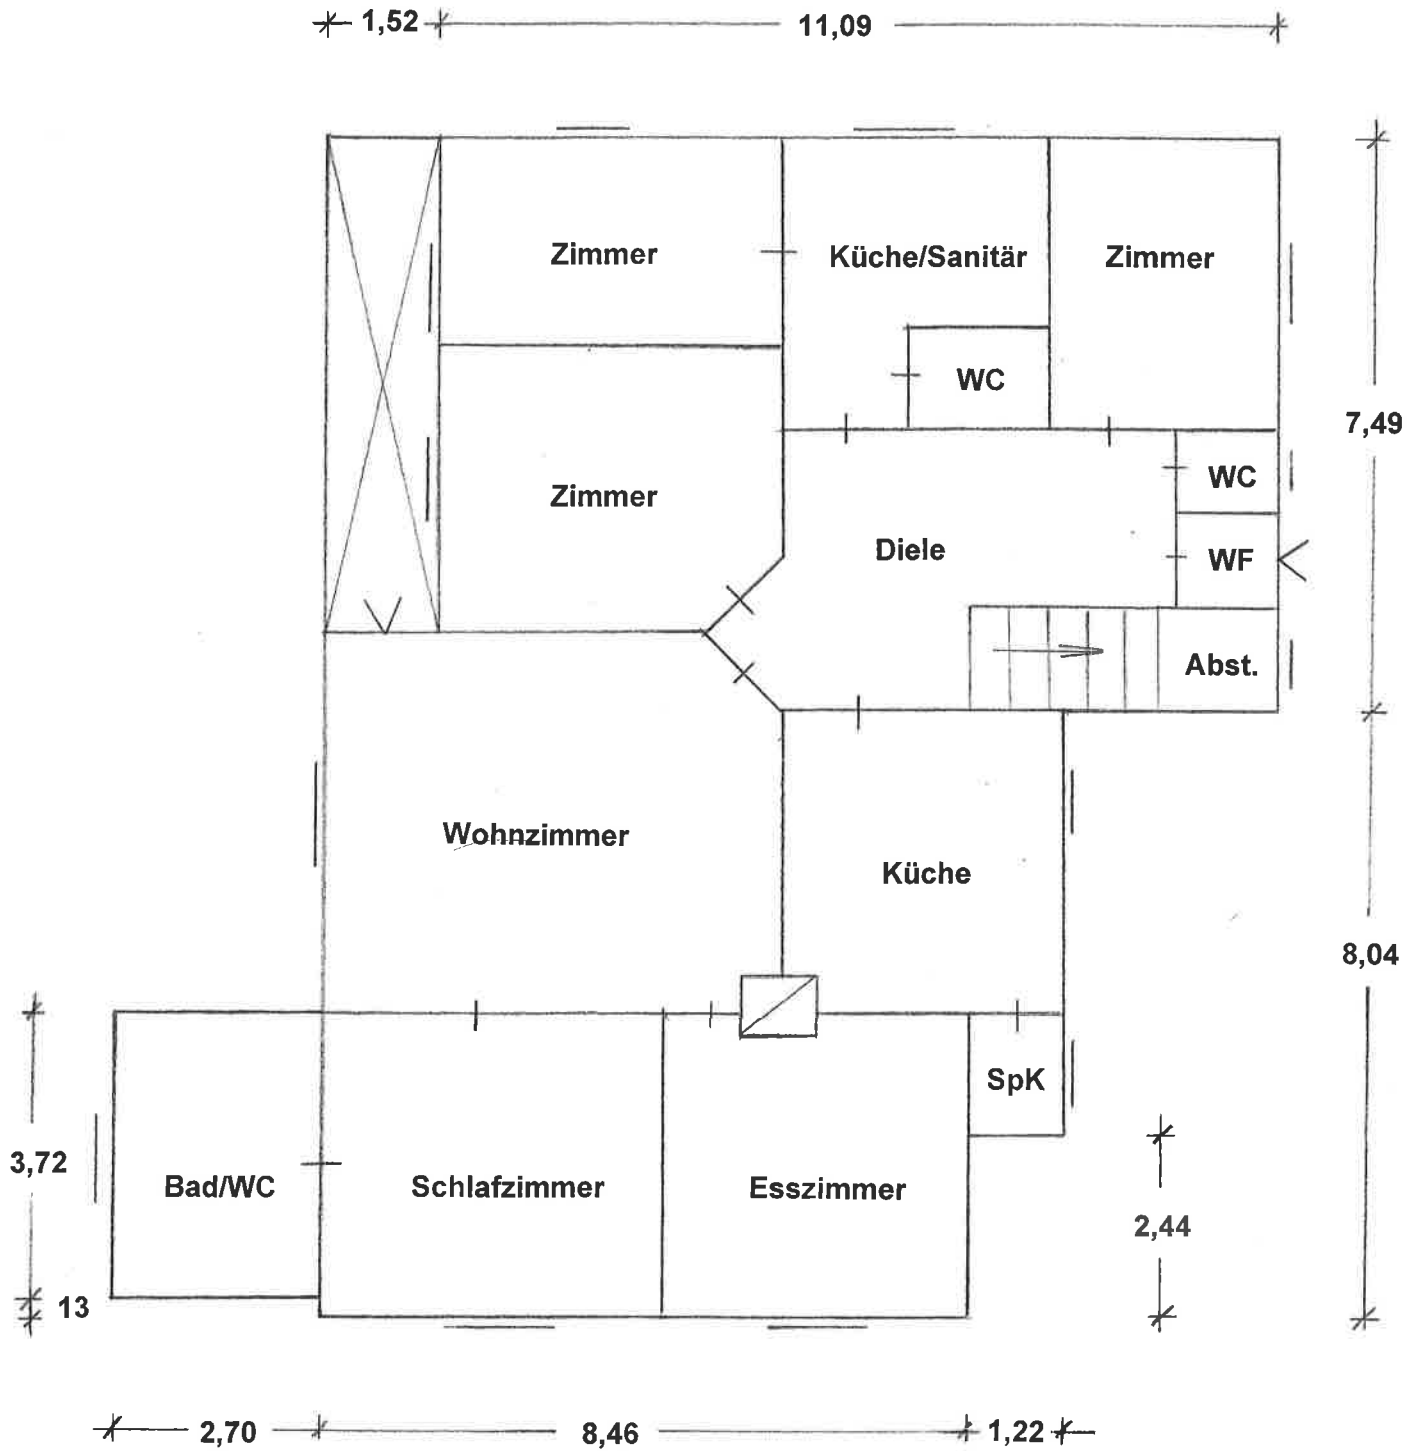 1,52
11,09
Zimmer
Küche/Sanitär
Zimmer
WC
7,49
WC
Zimmer
Diele
WF
Abst.
Wohnzimmer
Küche
8,04
SpK
3,72
Bad/WC
Schlafzimmer
Esszimmer
2,44
13
2,70
8,46
1,22